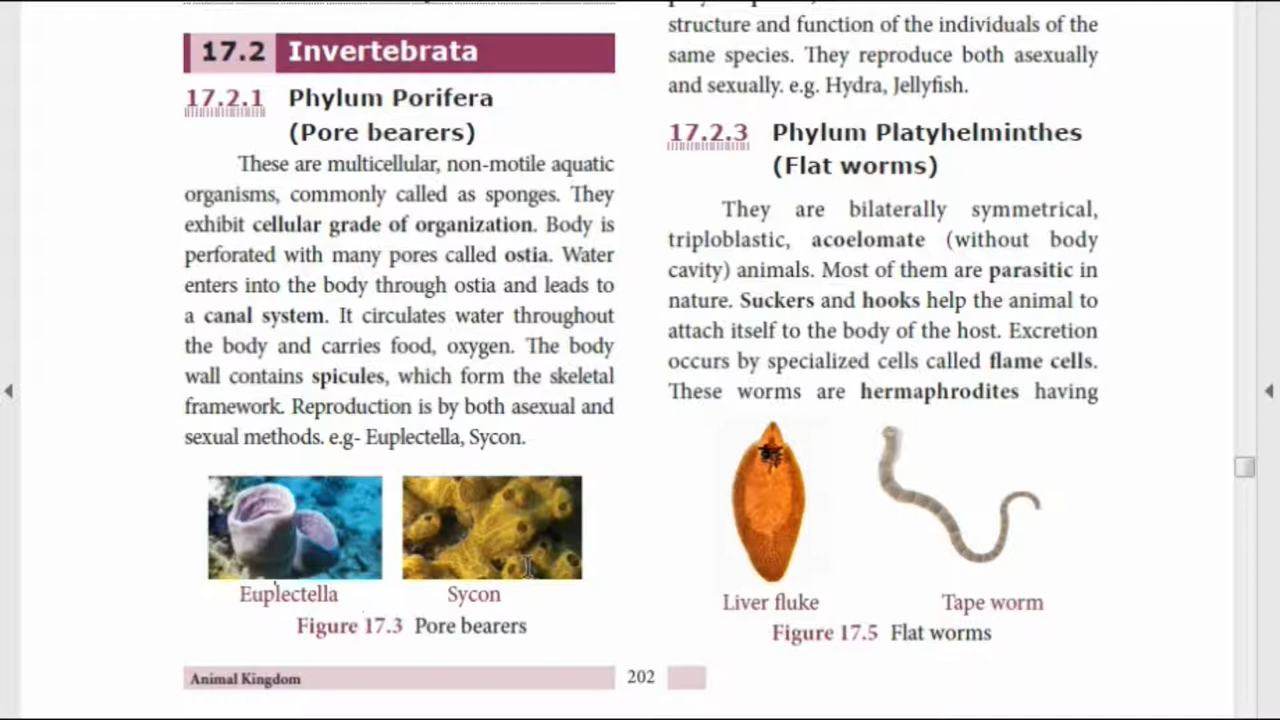 17.2 Invertebrata
17.2.1 Phylum Porifera
(Pore bearers)
These are multicellular, non-motile aquatic
organisms, commonly called as sponges. They
exhibit cellular grade of organization. Body is
perforated with many pores called ostia. Water
enters into the body through ostia and leads to
a canal system. It circulates water throughout
the body and carries food, oxygen. The body
wall contains spicules, which form the skeletal
framework. Reproduction is by both asexual and
sexual methods. e.g- Euplectella, Sycon.
Euplectella Sycon
Figure 17.3 Pore bearers
structure and function of the individuals of the
same species. They reproduce both asexually
and sexually. e.g. Hydra, Jellyfish.
17.2.3 Phylum Platyhelminthes
(Flat worms)
They are bilaterally symmetrical,
triploblastic, acoelomate (without body
cavity) animals. Most of them are parasitic in
nature. Suckers and hooks help the animal to
attach itself to the body of the host. Excretion
occurs by specialized cells called flame cells.
These worms are hermaphrodites having
Liver fluke Tape worm
Figure 17.5 Flat worms
Animal Kingdom 202